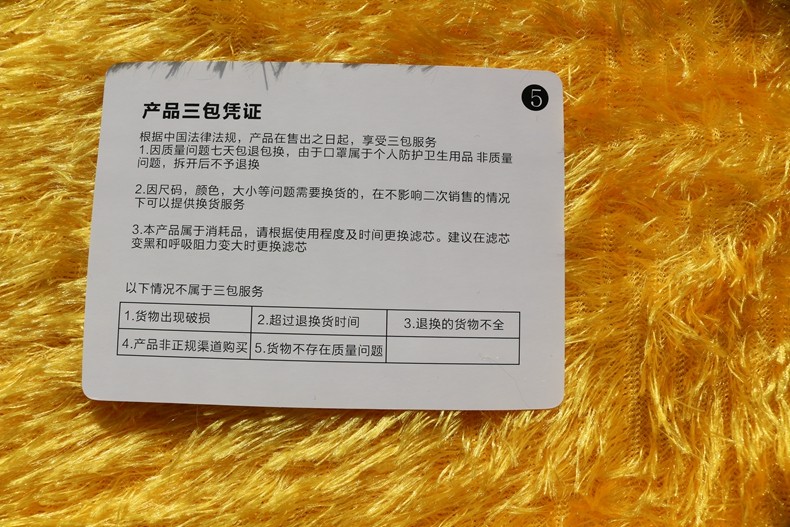 5
产品三包凭证
根据中国法律法规，产品在售出之日起，享受三包服务
1.因质量问题七天包退包换，由于口罩属于个人防护卫生用品 非质量
问题，拆开后不予退换
2.因尺码，颜色，大小等问题需要换货的，在不影响二次销售的情况
下可以提供换货服务
3.本产品属于消耗品，请根据使用程度及时间更换滤芯。建议在滤芯
变黑和呼吸阻力变大时更换滤芯
以下情况不属于三包服务
1.货物出现破损 2.超过退换货时间 3.退换的货物不全
4.产品非正规渠道购买 5.货物不存在质量问题